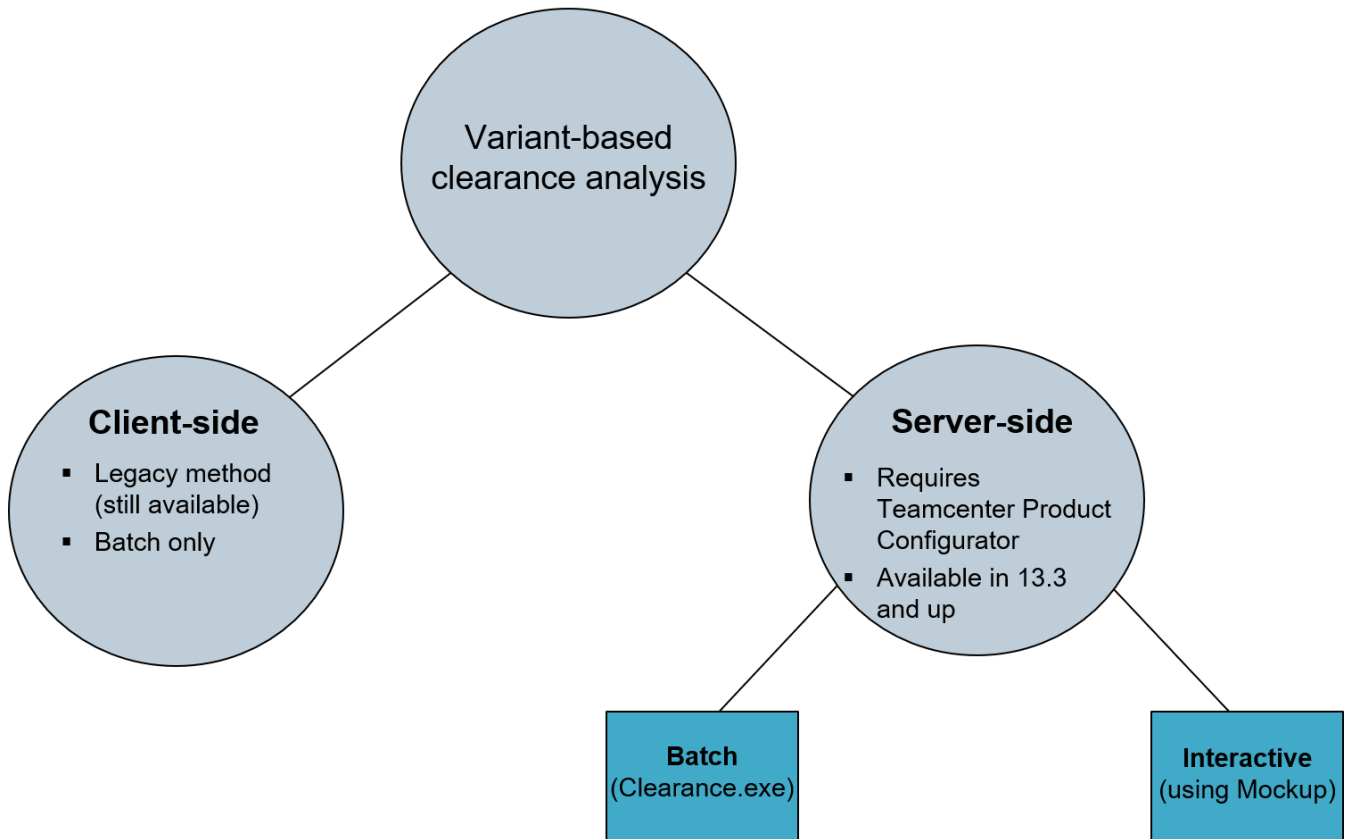 Variant-based
clearance analysis
Client-side
▪ Legacy method
(still available)
▪ Batch only
Server-side
▪ Requires
Teamcenter Product
Configurator
▪ Available in 13.3
and up
Batch
(Clearance.exe)
Interactive
(using Mockup)